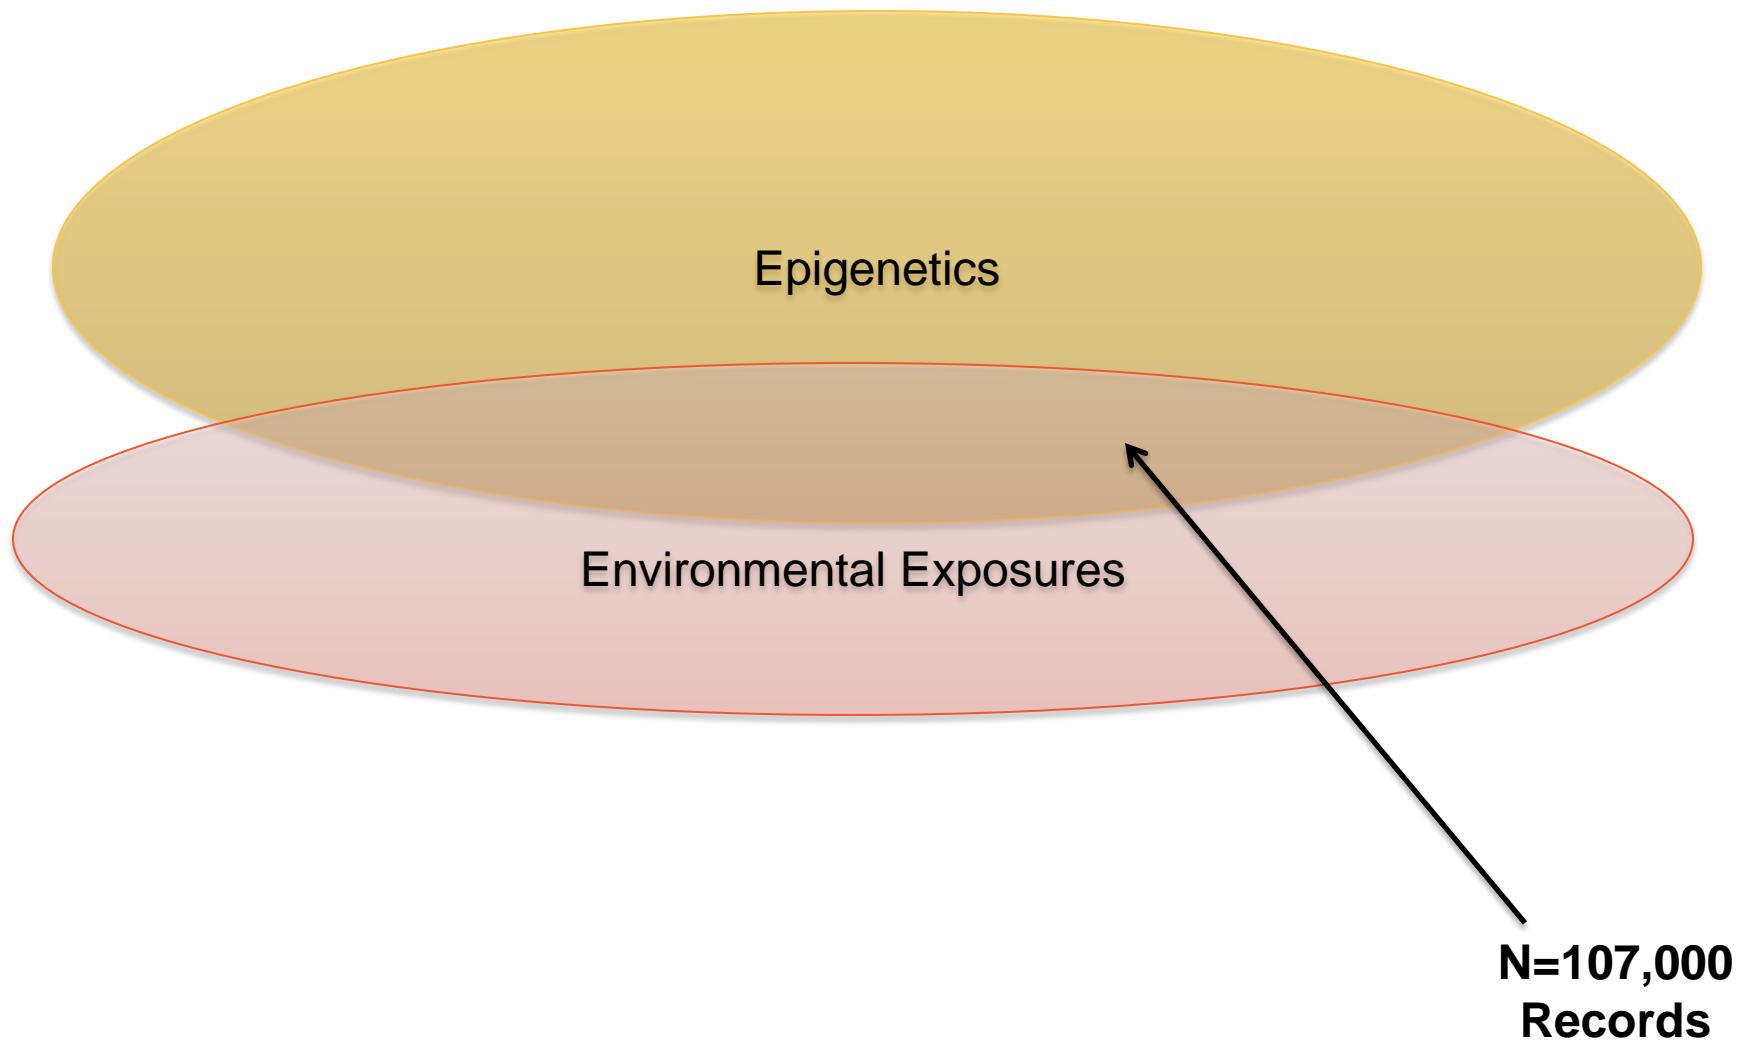 Epigenetics
Environmental Exposures
N=107,000
Records